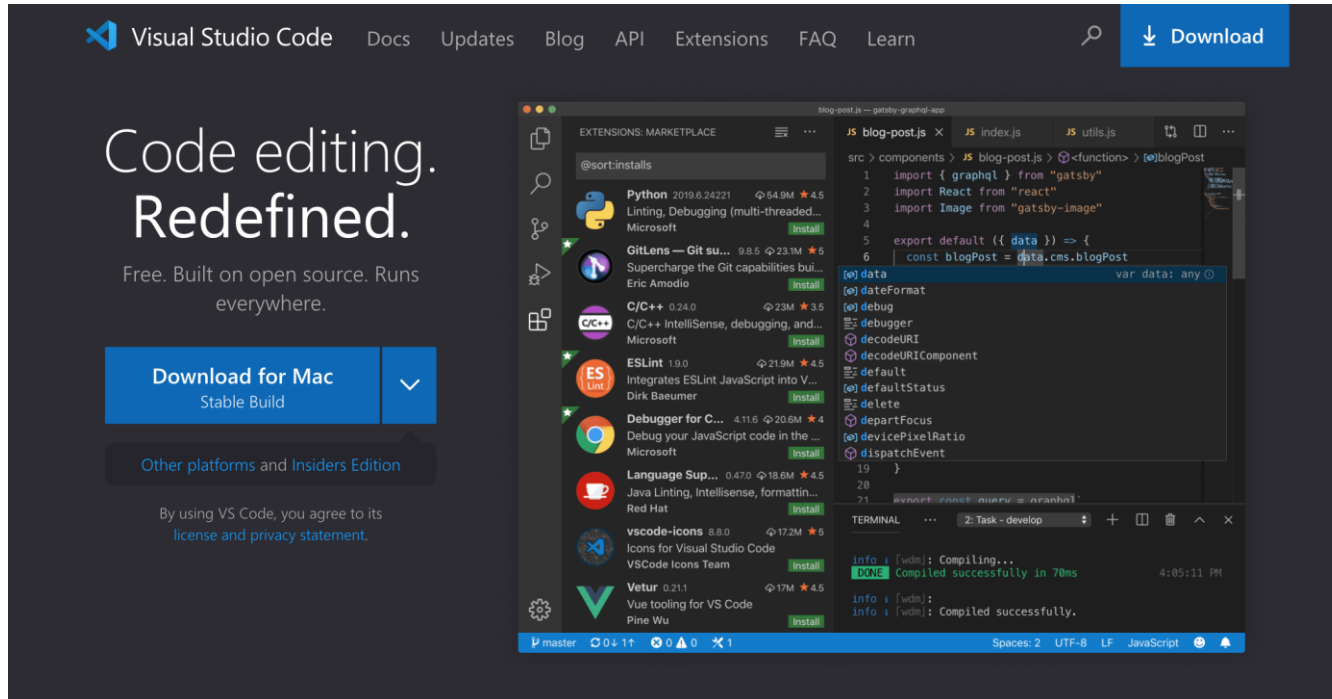 Visual Studio Code Docs Updates Blog API Extensions FAQ Learn Download
Code editing.
Redefined.
Free. Built on open source. Runs
everywhere.
Download for Mac
Stable Build
Other platforms and Insiders Edition
By using VS Code, you agree to its
license and privacy statement.
blog-post.js — gatsby-graphql-app
EXTENSIONS: MARKETPLACE ···
@sort:installs
Python 2019.6.24221 54.9M ★ 4.5
Linting, Debugging (multi-threaded...
Microsoft Install
GitLens — Git su... 9.8.5 23.1M ★ 5
Supercharge the Git capabilities bui...
Eric Amodio Install
C/C++
C/C++ 0.24.0 23M ★ 3.5
C/C++ IntelliSense, debugging, and...
Microsoft Install
ES
Lint
ESLint 1.9.0 21.9M ★ 4.5
Integrates ESLint JavaScript into V...
Dirk Baeumer Install
Debugger for C... 4.11.6 20.6M ★ 4
Debug your JavaScript code in the ...
Microsoft Install
Language Sup... 0.47.0 18.6M ★ 4.5
Java Linting, Intellisense, formattin...
Red Hat Install
vscode-icons 8.8.0 17.2M ★ 5
Icons for Visual Studio Code
VSCode Icons Team Install
Vetur 0.21.1 17M ★ 4.5
Vue tooling for VS Code
Pine Wu Install
JS blog-post.js × JS index.js JS utils.js ···
src > components > JS blog-post.js > <function> > blogPost
1 import { graphql } from "gatsby"
2 import React from "react"
3 import Image from "gatsby-image"
4
5 export default ({ data }) => {
6 const blogPost = data.cms.blogPost
data var data: any
dateFormat
debug
debugger
decodeURI
decodeURIComponent
default
defaultStatus
delete
departFocus
devicePixelRatio
dispatchEvent
19 }
20
21 export const query = graphql`
TERMINAL ··· 2: Task - develop
info [wdm]: Compiling...
DONE Compiled successfully in 70ms 4:05:11 PM
info [wdm]:
info [wdm]: Compiled successfully.
master 0↓ 1↑ 0 0 1 Spaces: 2 UTF-8 LF JavaScript